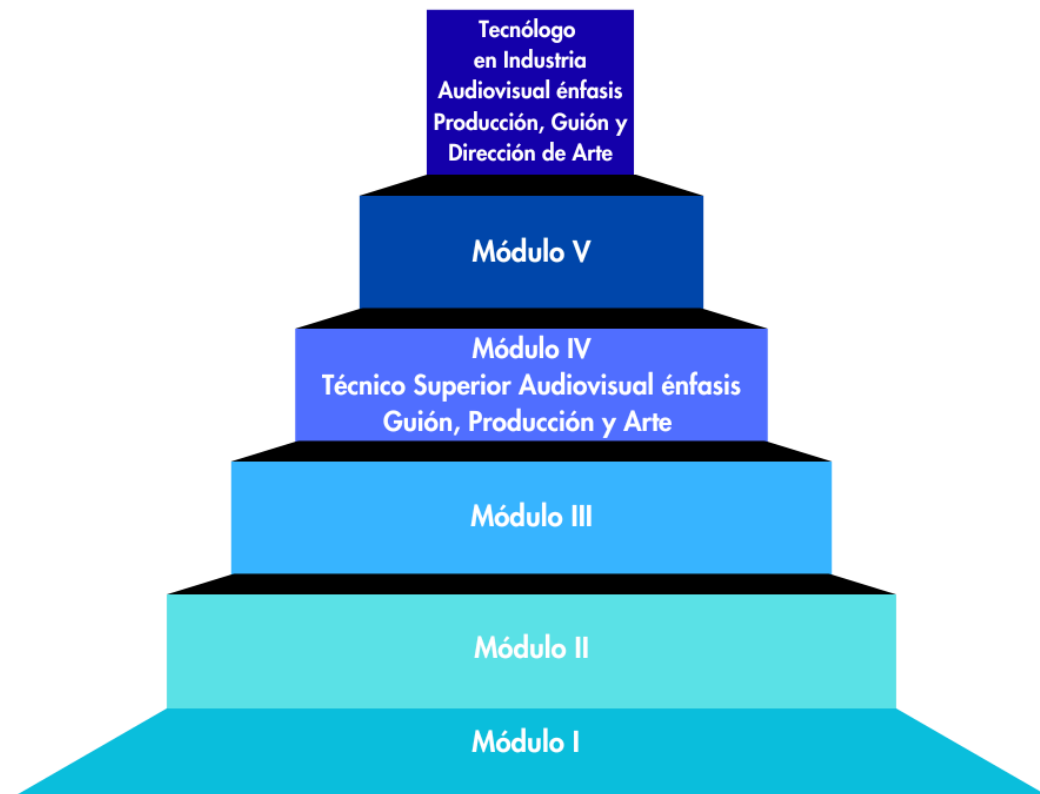 Tecnólogo
en Industria
Audiovisual énfasis
Producción, Guión y
Dirección de Arte
Módulo V
Módulo IV
Técnico Superior Audiovisual énfasis
Guión, Producción y Arte
Módulo III
Módulo II
Módulo I